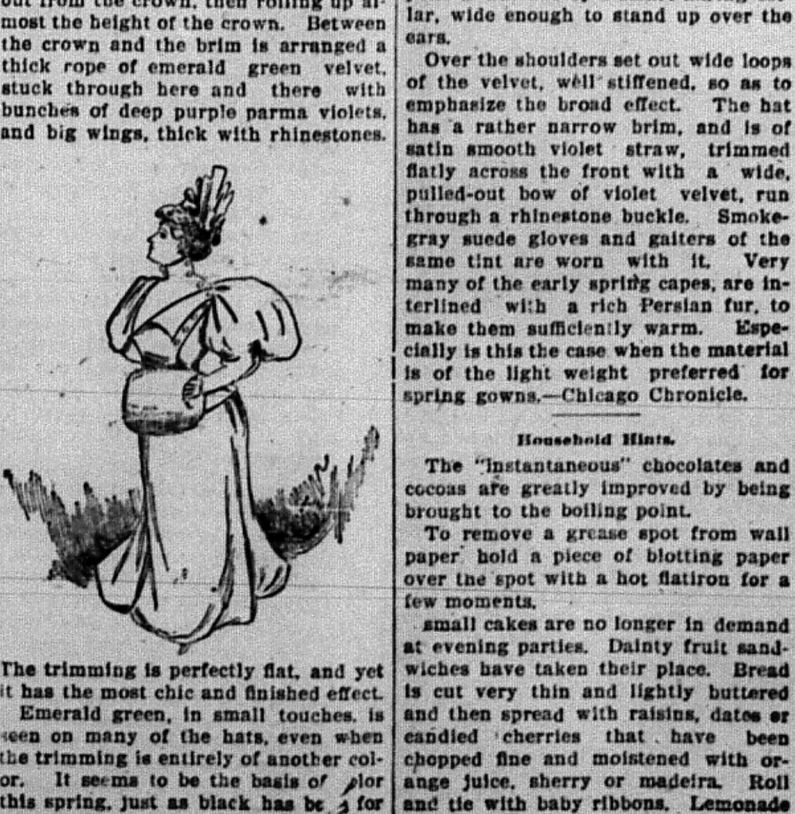 out from the crown, then rolling up al-
most the height of the crown. Between
the crown and the brim is arranged a
thick rope of emerald green velvet,
stuck through here and there with
bunches of deep purple parma violets,
and big wings, thick with rhinestones.
The trimming is perfectly flat, and yet
it has the most chic and finished effect.
Emerald green, in small touches, is
seen on many of the hats, even when
the trimming is entirely of another col-
or. It seems to be the basis of
this spring, just as black has for
lar, wide enough to stand up over the
ears.
Over the shoulders set out wide loops
of the velvet, well stiffened, so as to
emphasize the broad effect. The hat
has a rather narrow brim, and is of
satin smooth violet straw, trimmed
flatly across the front with a wide,
pulled-out bow of violet velvet, run
through a rhinestone buckle. Smoke-
gray suede gloves and gaiters of the
same tint are worn with it. Very
many of the early spring capes, are in-
terlined with a rich Persian fur, to
make them sufficiently warm. Espe-
cially is this the case when the material
is of the light weight preferred for
spring gowns.—Chicago Chronicle.
Household Hints.
The "instantaneous" chocolates and
cocoas are greatly improved by being
brought to the boiling point.
To remove a grease spot from wall
paper hold a piece of blotting paper
over the spot with a hot flatiron for a
few moments.
small cakes are no longer in demand
at evening parties. Dainty fruit sand-
wiches have taken their place. Bread
is cut very thin and lightly buttered
and then spread with raisins, dates or
candied cherries that have been
chopped fine and moistened with or-
ange juice, sherry or madeira. Roll
and tie with baby ribbons. Lemonade